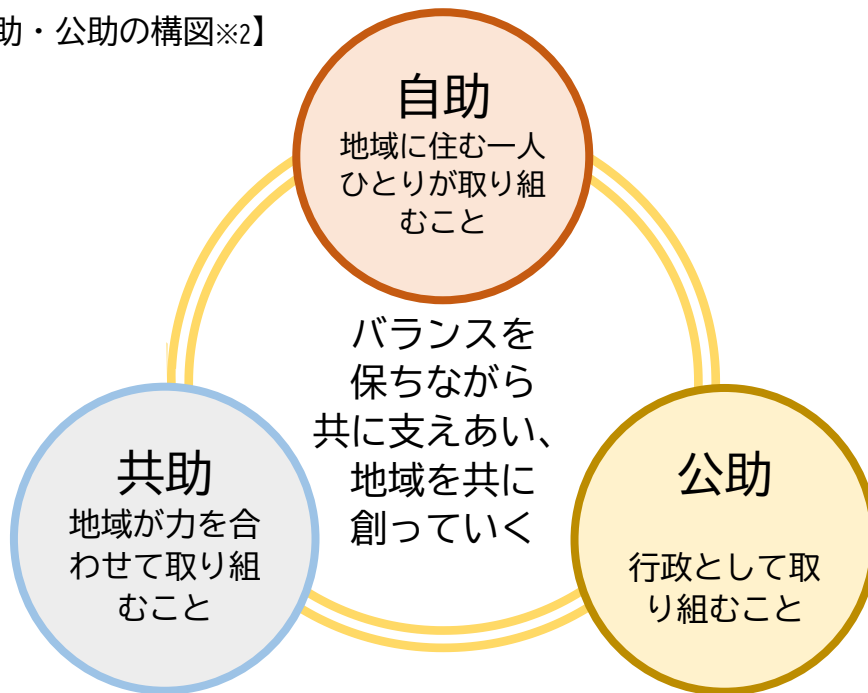 助・公助の構図※2】
自助
地域に住む一人
ひとりが取り組
むこと
バランスを
保ちながら
共に支えあい、
地域を共に
創っていく
共助
地域が力を合
わせて取り組
むこと
公助
行政として取
り組むこと